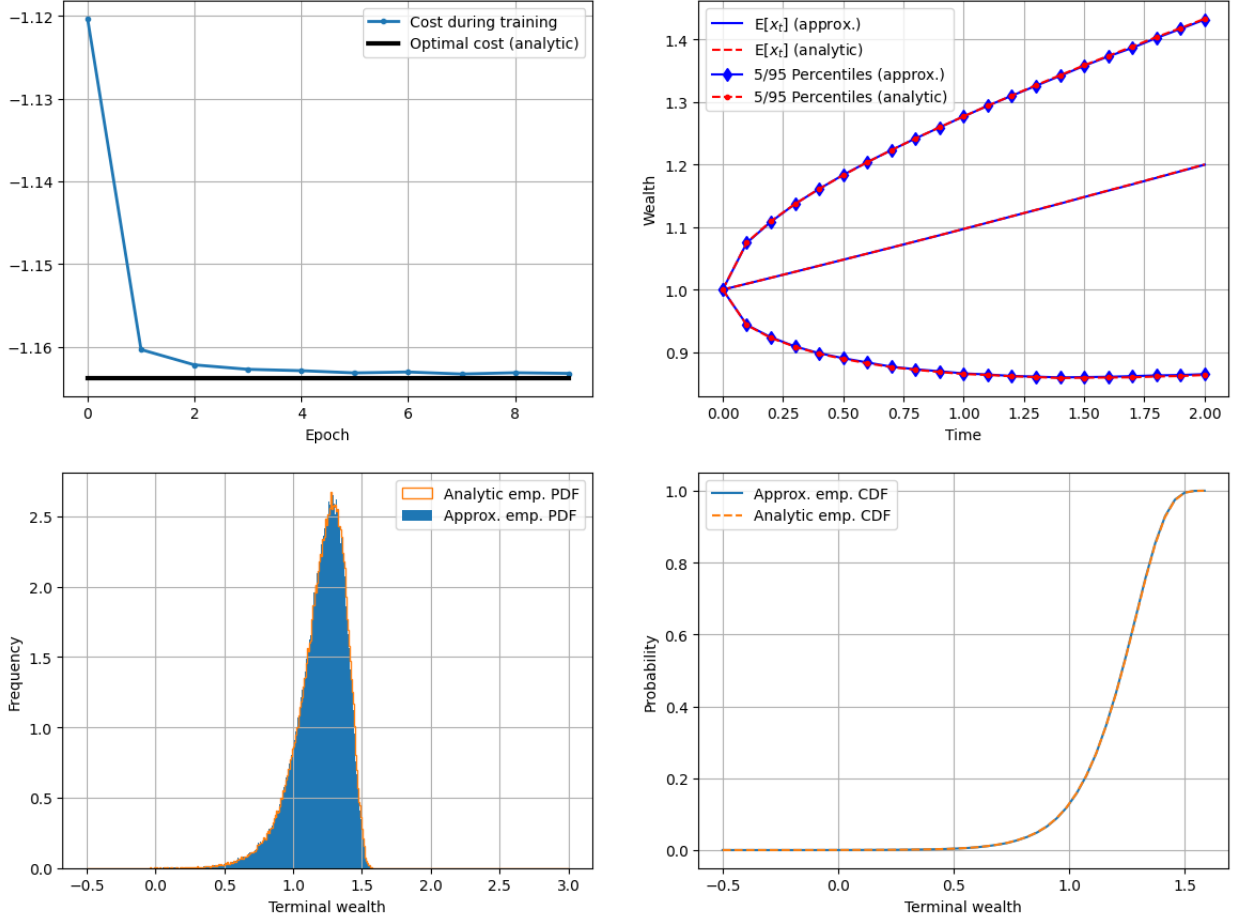 −1.12
−1.13
−1.14
−1.15
−1.16
0
2
4
6
8
Epoch
Cost during training
Optimal cost (analytic)
1.4
1.3
1.2
1.1
1.0
0.9
Wealth
0.00
0.25
0.50
0.75
1.00
1.25
1.50
1.75
2.00
Time
E[xₜ] (approx.)
E[xₜ] (analytic)
5/95 Percentiles (approx.)
5/95 Percentiles (analytic)
2.5
2.0
1.5
1.0
0.5
0.0
Frequency
−0.5
0.0
0.5
1.0
1.5
2.0
2.5
3.0
Terminal wealth
Analytic emp. PDF
Approx. emp. PDF
1.0
0.8
0.6
0.4
0.2
0.0
Probability
−0.5
0.0
0.5
1.0
1.5
Terminal wealth
Approx. emp. CDF
Analytic emp. CDF